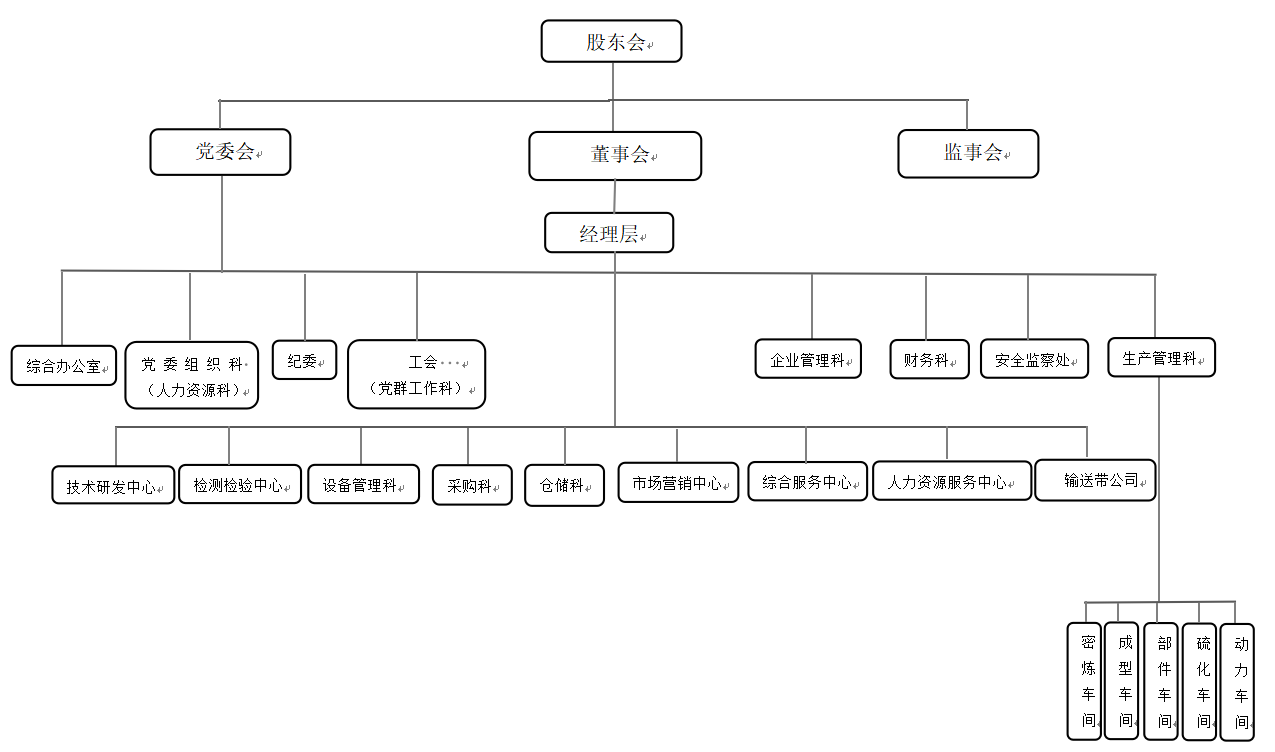 股东会
党委会
董事会
监事会
经理层
综合办公室
党委组织科
（人力资源科）
纪委
工会
（党群工作科）
企业管理科
财务科
安全监察处
生产管理科
技术研发中心
检测检验中心
设备管理科
采购科
仓储科
市场营销中心
综合服务中心
人力资源服务中心
输送带公司
密炼车间
成型车间
部件车间
硫化车间
动力车间